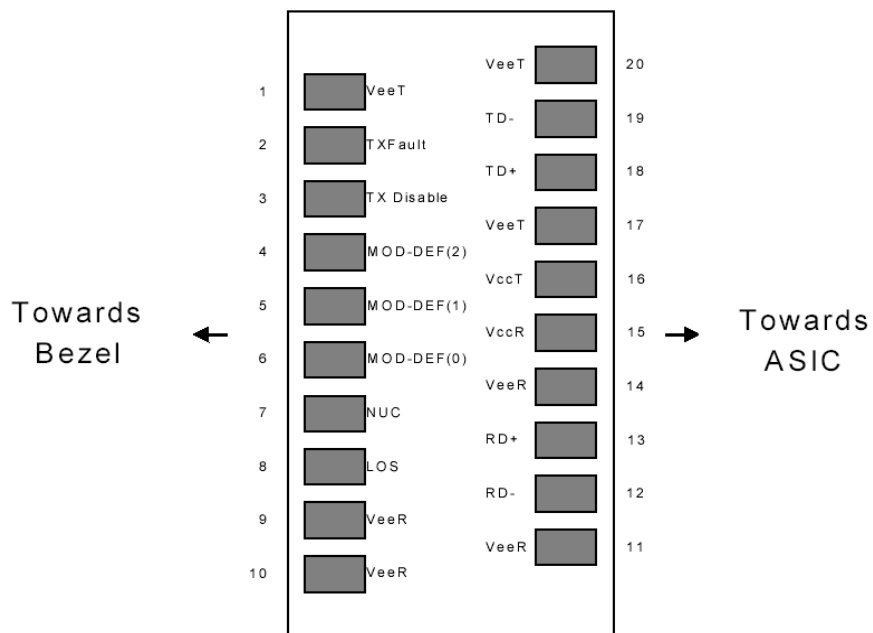 VeeT 20
1 VeeT
TD- 19
2 TXFault
TD+ 18
3 TX Disable
VeeT 17
4 MOD-DEF(2)
VccT 16
5 MOD-DEF(1)
Towards
Bezel
VccR 15
Towards
ASIC
6 MOD-DEF(0)
VeeR 14
7 NUC
RD+ 13
8 LOS
RD- 12
9 VeeR
VeeR 11
10 VeeR